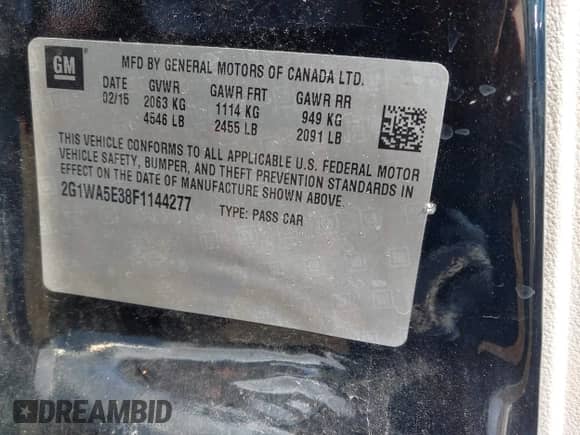 GM
MFD BY GENERAL MOTORS OF CANADA LTD.
DATE GVWR GAWR FRT GAWR RR
02/15 2063 KG 1114 KG 949 KG
4546 LB 2455 LB 2091 LB
THIS VEHICLE CONFORMS TO ALL APPLICABLE U.S. FEDERAL MOTOR
VEHICLE SAFETY, BUMPER, AND THEFT PREVENTION STANDARDS IN
EFFECT ON THE DATE OF MANUFACTURE SHOWN ABOVE.
2G1WA5E38F1144277 TYPE: PASS CAR
DREAMBID